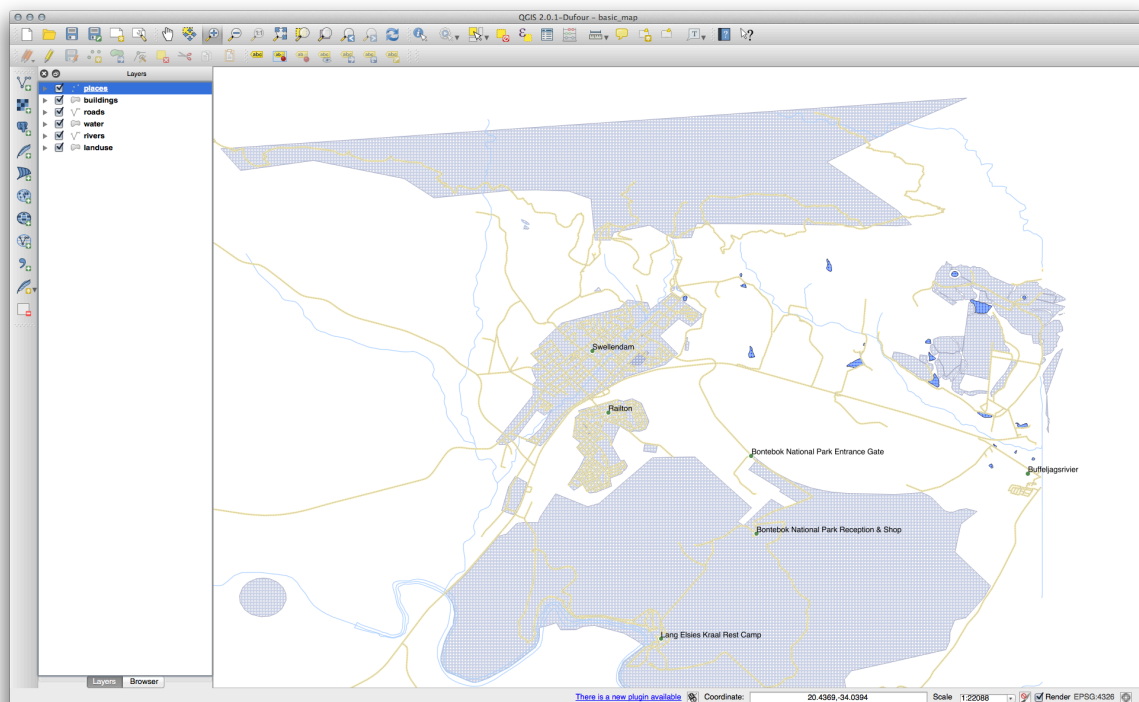 QGIS 2.0.1-Dufour - basic_map
Layers
places
buildings
roads
water
rivers
landuse
Swellendam
Railton
Bontebok National Park Entrance Gate
Buffeljagsrivier
Bontebok National Park Reception & Shop
Lang Elsies Kraal Rest Camp
Layers Browser
There is a new plugin available Coordinate: 20.4369,-34.0394 Scale 1:22088 Render EPSG:4326